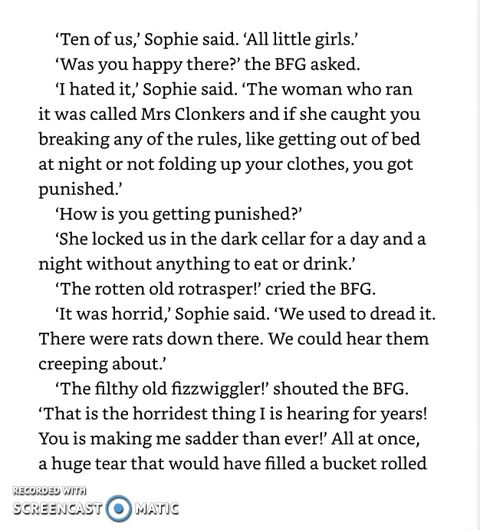 ‘Ten of us,’ Sophie said. ‘All little girls.’
‘Was you happy there?’ the BFG asked.
‘I hated it,’ Sophie said. ‘The woman who ran
it was called Mrs Clonkers and if she caught you
breaking any of the rules, like getting out of bed
at night or not folding up your clothes, you got
punished.’
‘How is you getting punished?’
‘She locked us in the dark cellar for a day and a
night without anything to eat or drink.’
‘The rotten old rotrasper!’ cried the BFG.
‘It was horrid,’ Sophie said. ‘We used to dread it.
There were rats down there. We could hear them
creeping about.’
‘The filthy old fizzwiggler!’ shouted the BFG.
‘That is the horridest thing I is hearing for years!
You is making me sadder than ever!’ All at once,
a huge tear that would have filled a bucket rolled
RECORDED WITH
SCREENCAST MATIC